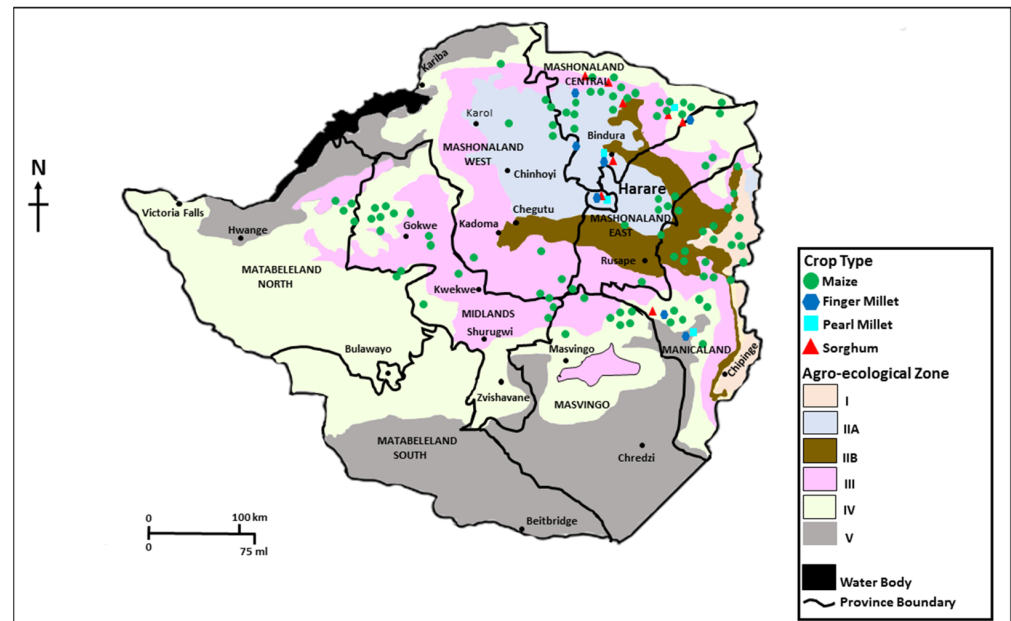 N
Kariba
MASHONALAND
CENTRAL
Karol
Bindura
MASHONALAND
WEST
Chinhoyi
Harare
Victoria Falls
Hwange
Chegutu
MASHONALAND
EAST
Gokwe
Kadoma
Rusape
MATABELELAND
NORTH
Kwekwe
MIDLANDS
Shurugwi
Bulawayo
Masvingo
MANICALAND
Chipinge
Zvishavane
MASVINGO
MATABELELAND
SOUTH
Chredzi
Beitbridge
0
100 km
0
75 ml
Crop Type
Maize
Finger Millet
Pearl Millet
Sorghum
Agro-ecological Zone
I
IIA
IIB
III
IV
V
Water Body
Province Boundary